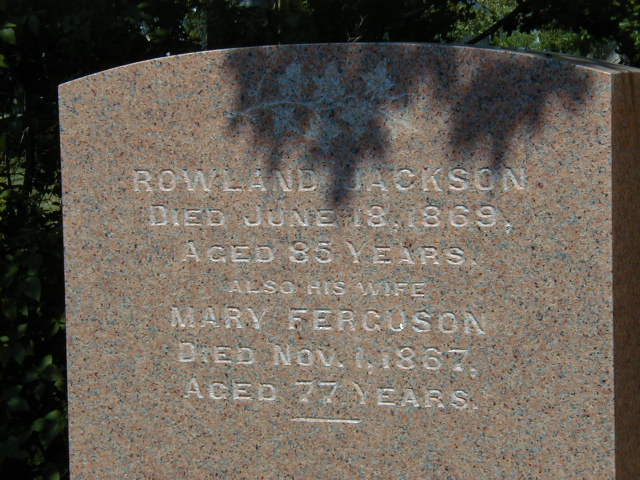 ROWLAND JACKSON
DIED JUNE 18, 1869,
AGED 85 YEARS.
ALSO HIS WIFE
MARY FERGUSON
DIED NOV. 1, 1867,
AGED 77 YEARS.